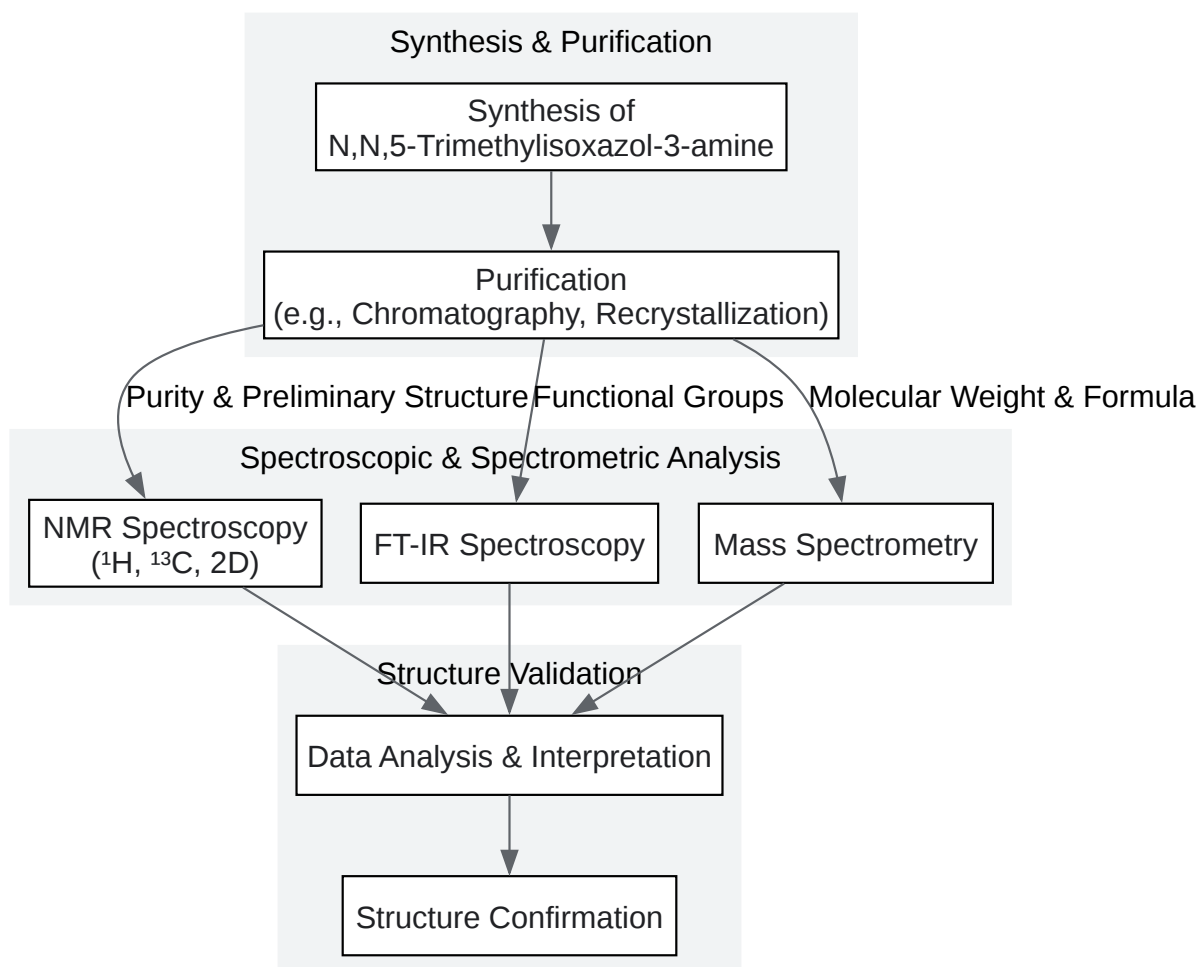 Synthesis & Purification
Synthesis of
N,N,5-Trimethylisoxazol-3-amine
Purification
(e.g., Chromatography, Recrystallization)
Purity & Preliminary Structure
Functional Groups
Molecular Weight & Formula
Spectroscopic & Spectrometric Analysis
NMR Spectroscopy
(¹H, ¹³C, 2D)
FT-IR Spectroscopy
Mass Spectrometry
Structure Validation
Data Analysis & Interpretation
Structure Confirmation